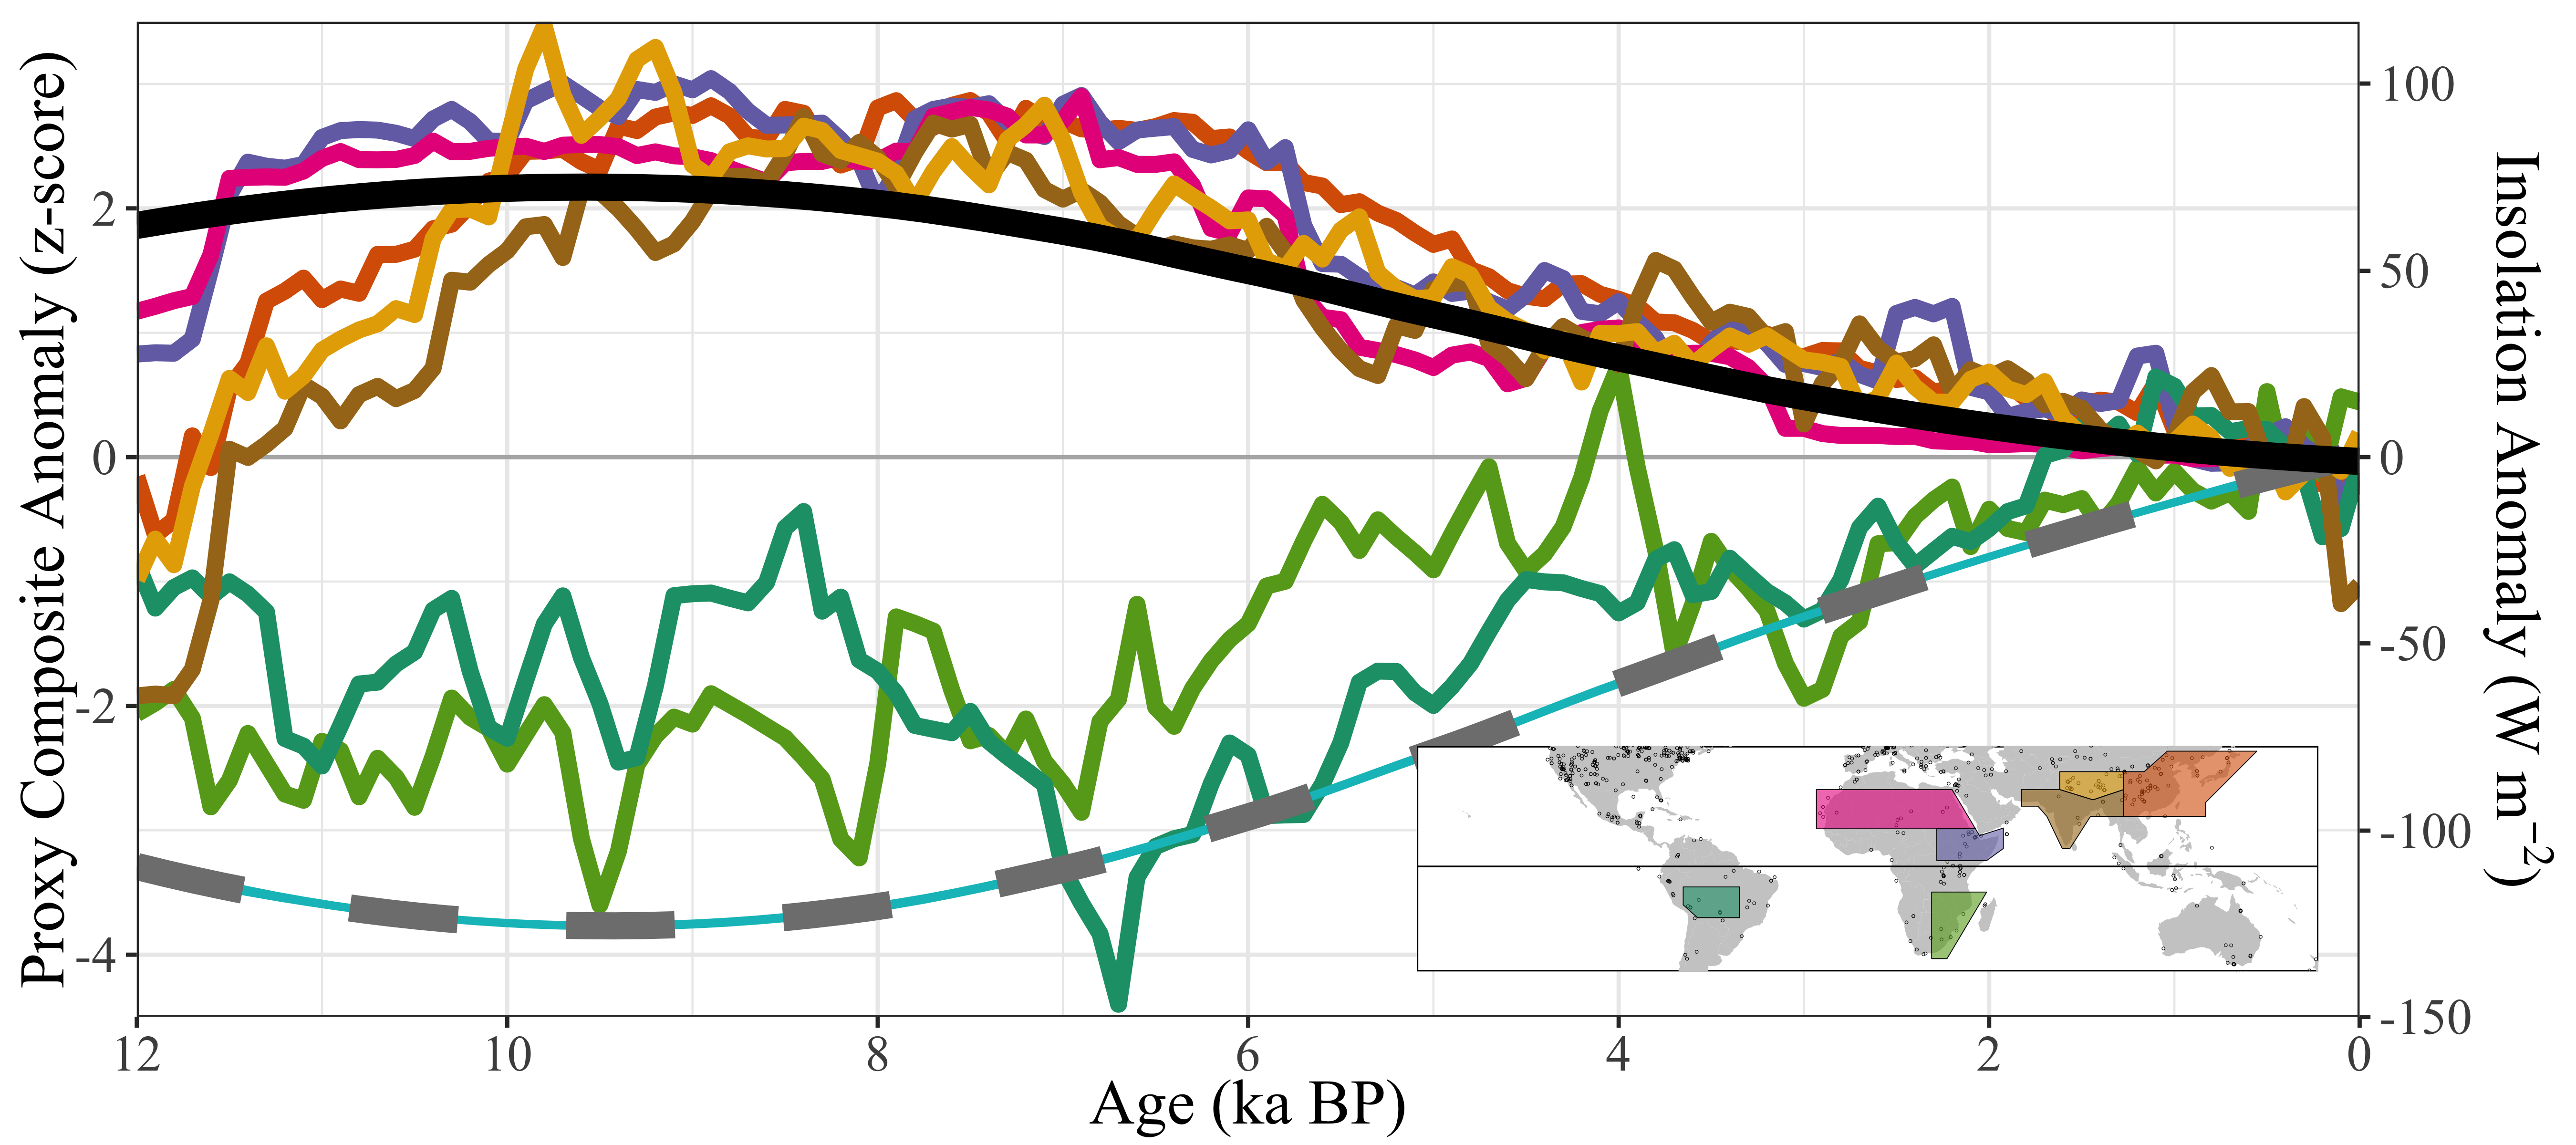 Proxy Composite Anomaly (z-score)
2
0
-2
-4
100
50
0
-50
-100
-150
Insolation Anomaly (W m⁻²)
12 10 8 6 4 2 0
Age (ka BP)